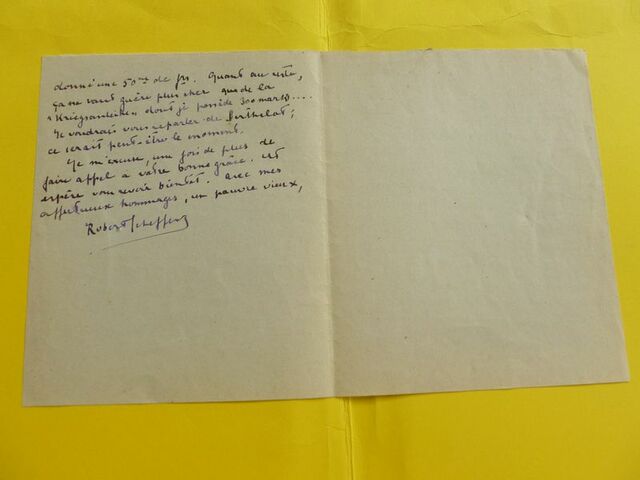 donné une 50ne de frs. Quant au reste,
ça ne vaut guère plus cher que de la
"Kriegsanleihe" dont je possède 300 marks....
Je voudrais vous reparler de Berthelot;
ce serait peut-être le moment.
Je m'excuse, une fois de plus de
faire appel à votre bonne grâce. Et
espère vous revoir bientôt. Avec mes
affectueux hommages, un pauvre vieux,
Robert Scheffer